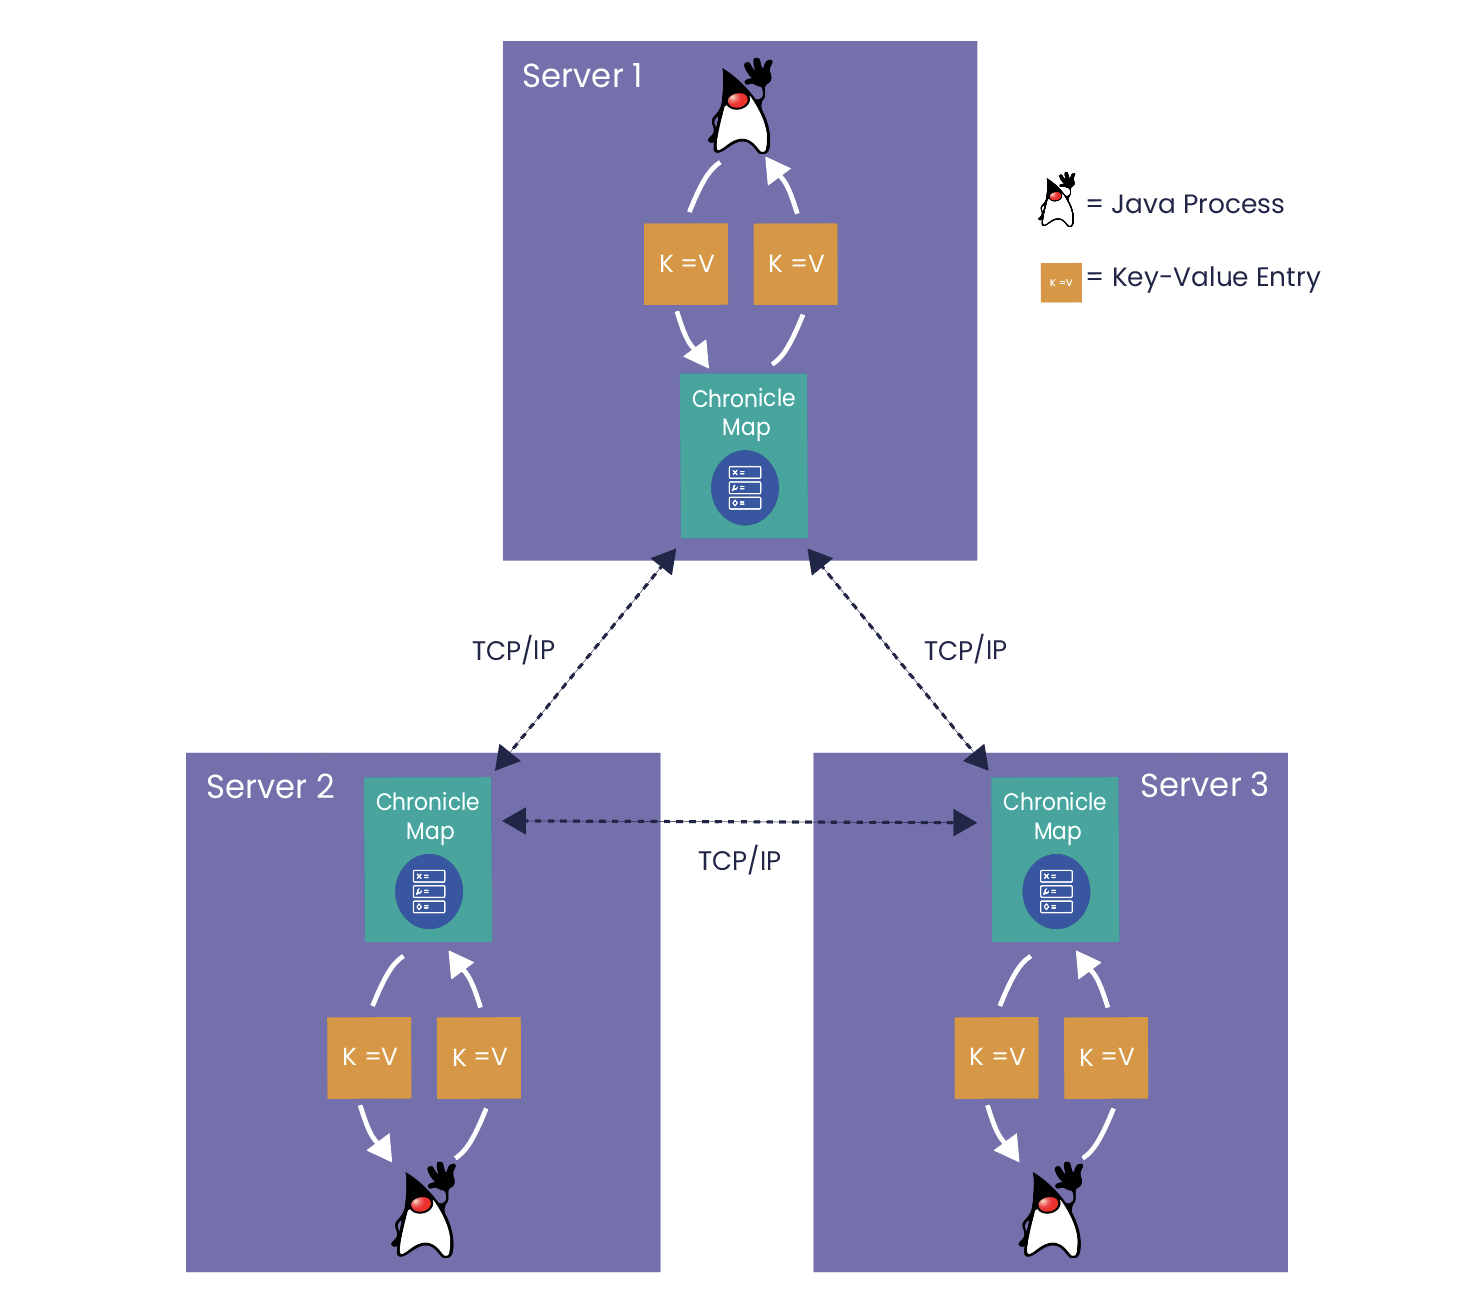 Server 1
= Java Process
K =V
K =V
K =V
= Key-Value Entry
Chronicle
Map
TCP/IP
TCP/IP
Server 2
Chronicle
Map
Chronicle
Map
Server 3
TCP/IP
K =V
K =V
K =V
K =V